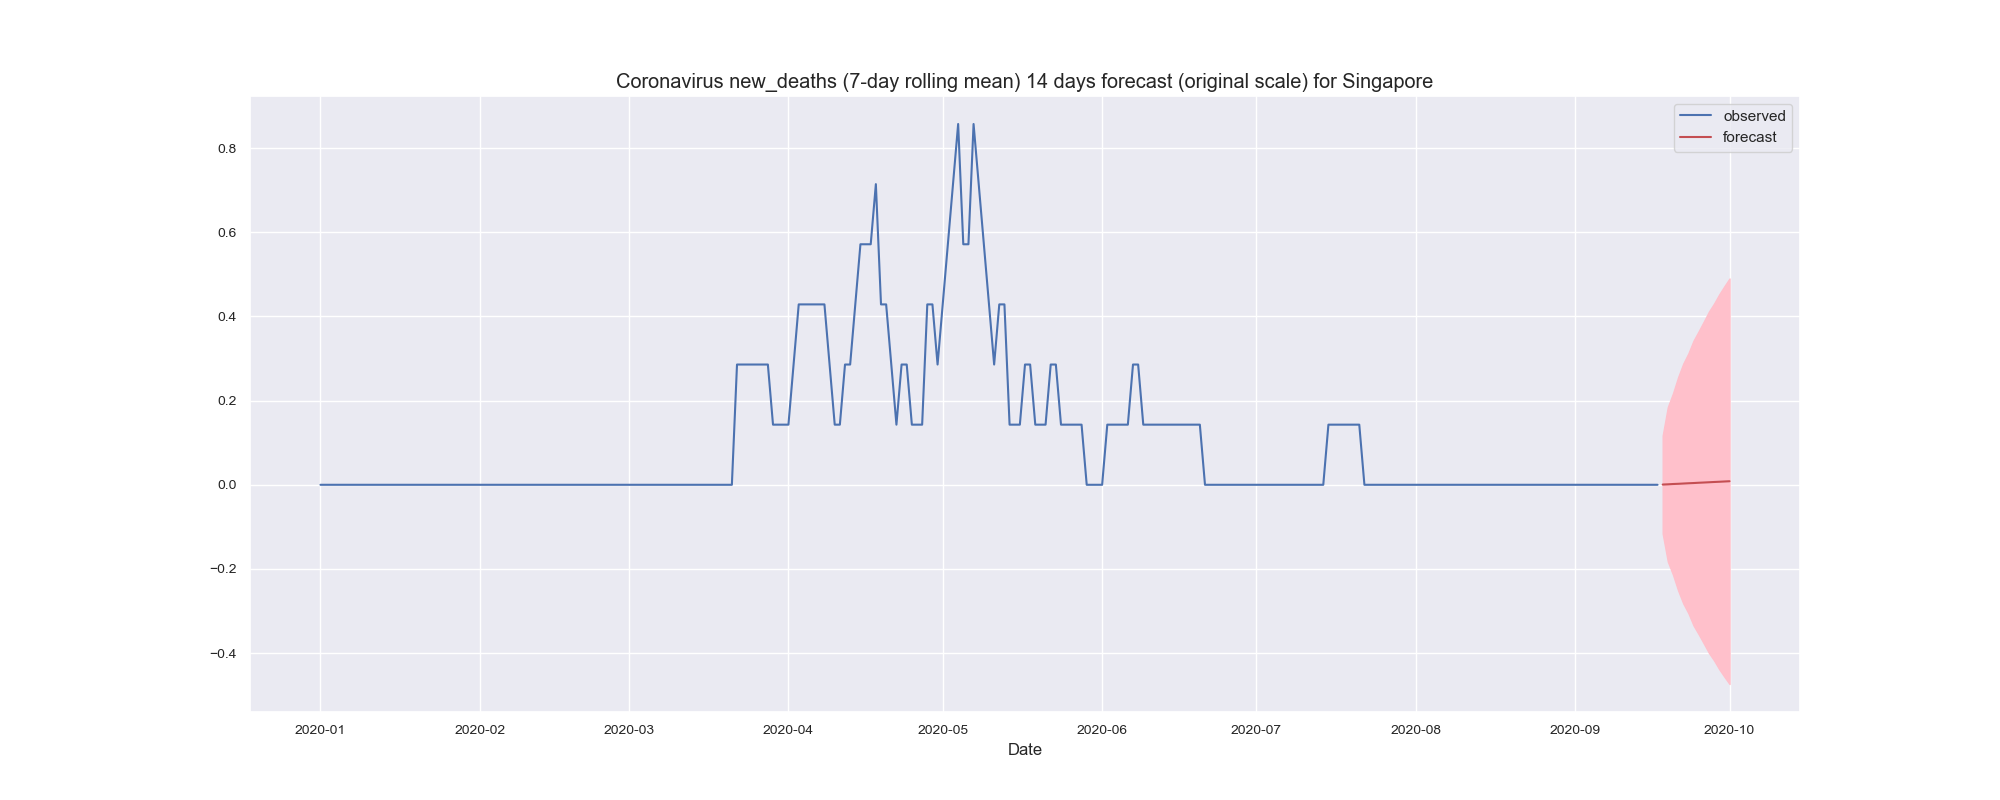 Coronavirus new_deaths (7-day rolling mean) 14 days forecast (original scale) for Singapore
observed
forecast
0.8
0.6
0.4
0.2
0.0
−0.2
−0.4
2020-01 2020-02 2020-03 2020-04 2020-05 2020-06 2020-07 2020-08 2020-09 2020-10
Date